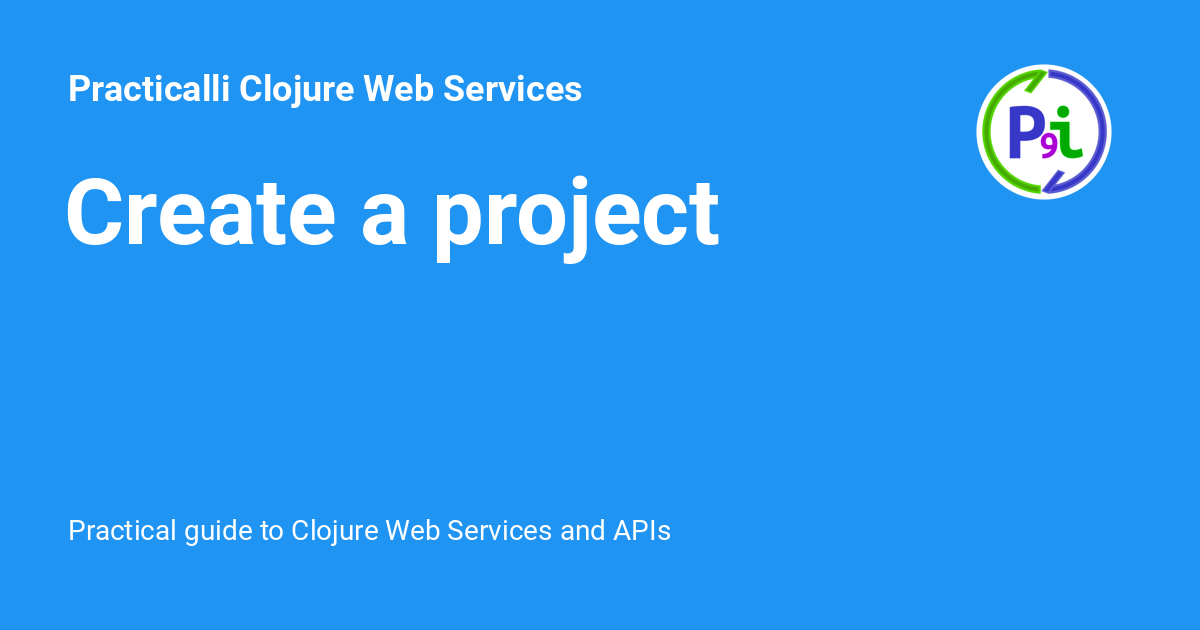 Practicalli Clojure Web Services
P9i
Create a project
Practical guide to Clojure Web Services and APIs